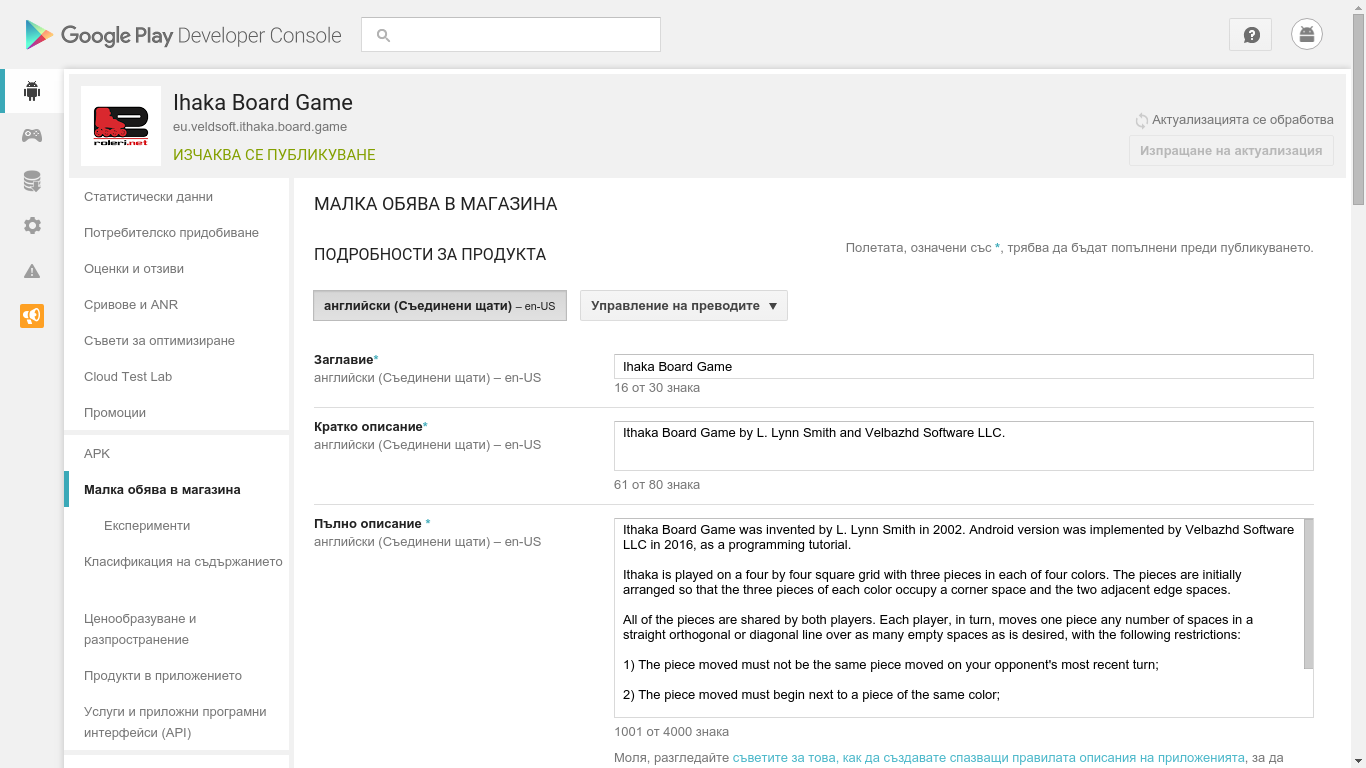 Google Play Developer Console
roleri.net
Ihaka Board Game
eu.veldsoft.ithaka.board.game
ИЗЧАКВА СЕ ПУБЛИКУВАНЕ
Актуализацията се обработва
Изпращане на актуализация
Статистически данни
Потребителско придобиване
Оценки и отзиви
Сривове и ANR
Съвети за оптимизиране
Cloud Test Lab
Промоции
APK
Малка обява в магазина
Експерименти
Класификация на съдържанието
Ценообразуване и
разпространение
Продукти в приложението
Услуги и приложни програмни
интерфейси (API)
МАЛКА ОБЯВА В МАГАЗИНА
ПОДРОБНОСТИ ЗА ПРОДУКТА
Полетата, означени със *, трябва да бъдат попълнени преди публикуването.
английски (Съединени щати) – en-US
Управление на преводите ▼
Заглавие*
английски (Съединени щати) – en-US
Ihaka Board Game
16 от 30 знака
Кратко описание*
английски (Съединени щати) – en-US
Ithaka Board Game by L. Lynn Smith and Velbazhd Software LLC.
61 от 80 знака
Пълно описание *
английски (Съединени щати) – en-US
Ithaka Board Game was invented by L. Lynn Smith in 2002. Android version was implemented by Velbazhd Software
LLC in 2016, as a programming tutorial.
Ithaka is played on a four by four square grid with three pieces in each of four colors. The pieces are initially
arranged so that the three pieces of each color occupy a corner space and the two adjacent edge spaces.
All of the pieces are shared by both players. Each player, in turn, moves one piece any number of spaces in a
straight orthogonal or diagonal line over as many empty spaces as is desired, with the following restrictions:
1) The piece moved must not be the same piece moved on your opponent's most recent turn;
2) The piece moved must begin next to a piece of the same color;
1001 от 4000 знака
Моля, разгледайте съветите за това, как да създавате спазващи правилата описания на приложенията, за да